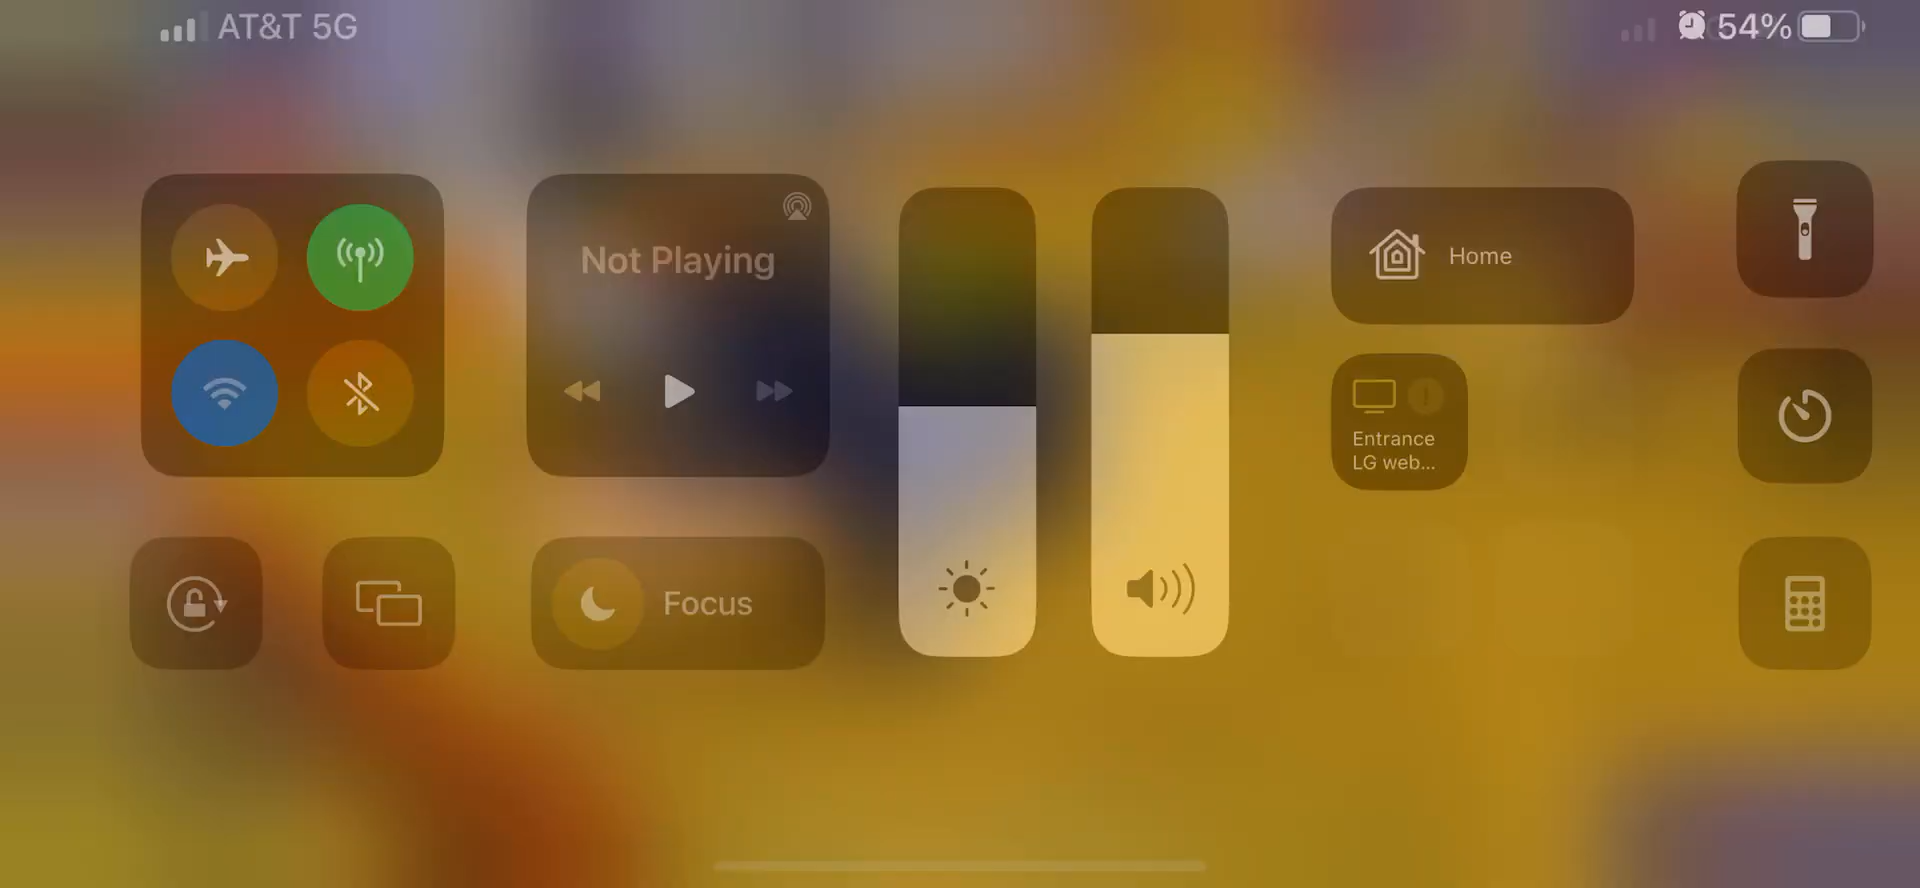 AT&T 5G
54%
Not Playing
Home
Entrance
LG web...
Focus